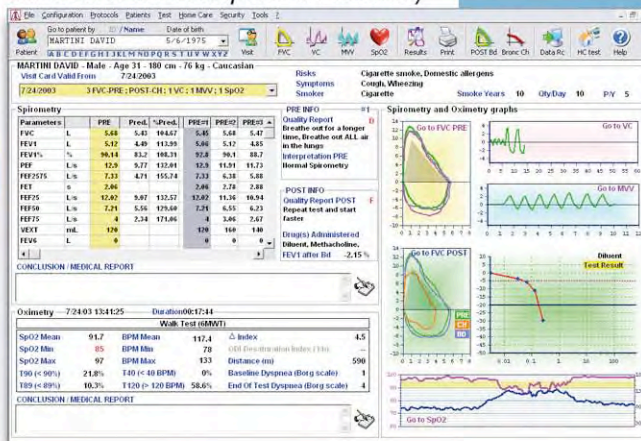 File Configuration Protocols Patients Test Home Care Security Tools ?
Go to patient by ID / Name Date of birth
MARTINI DAVID 5/6/1975
A B C D E F G H I J K L M N O P Q R S T U V W X Y Z
Patient Visit FVC VC MVV SpO2 Results Print POST Bd Bronc Ch Data Rc HC test Help
MARTINI DAVID - Male - Age 31 - 180 cm - 76 kg - Caucasian
Visit Card Valid From 7/24/2003
7/24/2003 3 FVC-PRE ; POST-CH ; 1 VC ; 1 MVV ; 1 SpO2
Risks Cigarette smoke, Domestic allergens
Symptoms Cough, Wheezing
Smoker Cigarette Smoke Years 10 Qty/Day 10 P/Y 5
Spirometry
Parameters PRE Pred. %Pred. PRE#1 PRE#2 PRE#3
FVC L 5.68 5.43 104.67 5.45 5.68 5.47
FEV1 L 5.12 4.49 113.99 5.06 5.12 4.85
FEV1% % 90.14 83.2 108.31 92.8 90.1 88.7
PEF L/s 12.9 9.77 132.01 12.9 11.91 11.73
FEF2575 L/s 7.33 4.71 155.74 7.33 6.38 5.88
FET s 2.06 2.06 2.78 2.88
FEF25 L/s 12.02 9.07 132.57 12.02 11.36 10.94
FEF50 L/s 7.21 5.56 129.60 7.21 6.55 6.23
FEF75 L/s 4 2.34 171.06 4 3.06 2.67
VEXT mL 120 120 160 140
FEV6 L 0 0 0 0
PRE INFO #1
Quality Report D
Breathe out for a longer
time, Breathe out ALL air
in the lungs
Interpretation PRE
Normal Spirometry
POST INFO
Quality Report POST F
Repeat test and start
faster
Drug(s) Administered
Diluent, Methacholine,
FEV1 after Bd -2.15 %
CONCLUSION / MEDICAL REPORT
Oximetry - 7/24/03 13:41:25 Duration 00:17:44
Walk Test (6MWT)
SpO2 Mean 91.7 BPM Mean 117.4 Δ Index 4.5
SpO2 Min 85 BPM Min 78
SpO2 Max 97 BPM Max 133 Distance (m) 590
T90 (< 90%) 21.8% T40 (< 40 BPM) 0% Baseline Dyspnea (Borg scale)
T89 (< 89%) 10.3% T120 (> 120 BPM) 58.6% End Of Test Dyspnea (Borg scale) 4
CONCLUSION / MEDICAL REPORT
Spirometry and Oximetry graphs
Go to FVC PRE
Go to VC
Go to MVV
Go to FVC POST
PRE
CH
BD
Diluent
Test Result
Go to SpO2